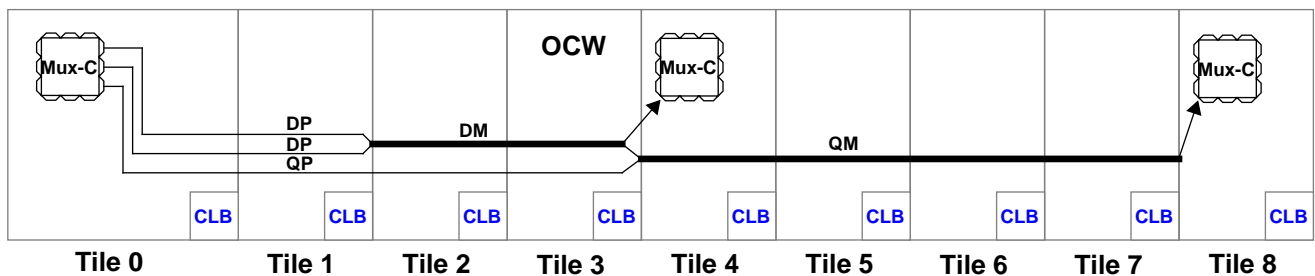 OCW
Mux-C Mux-C Mux-C
DP
DM
DP
QM
QP
CLB CLB CLB CLB CLB CLB CLB CLB CLB
Tile 0 Tile 1 Tile 2 Tile 3 Tile 4 Tile 5 Tile 6 Tile 7 Tile 8